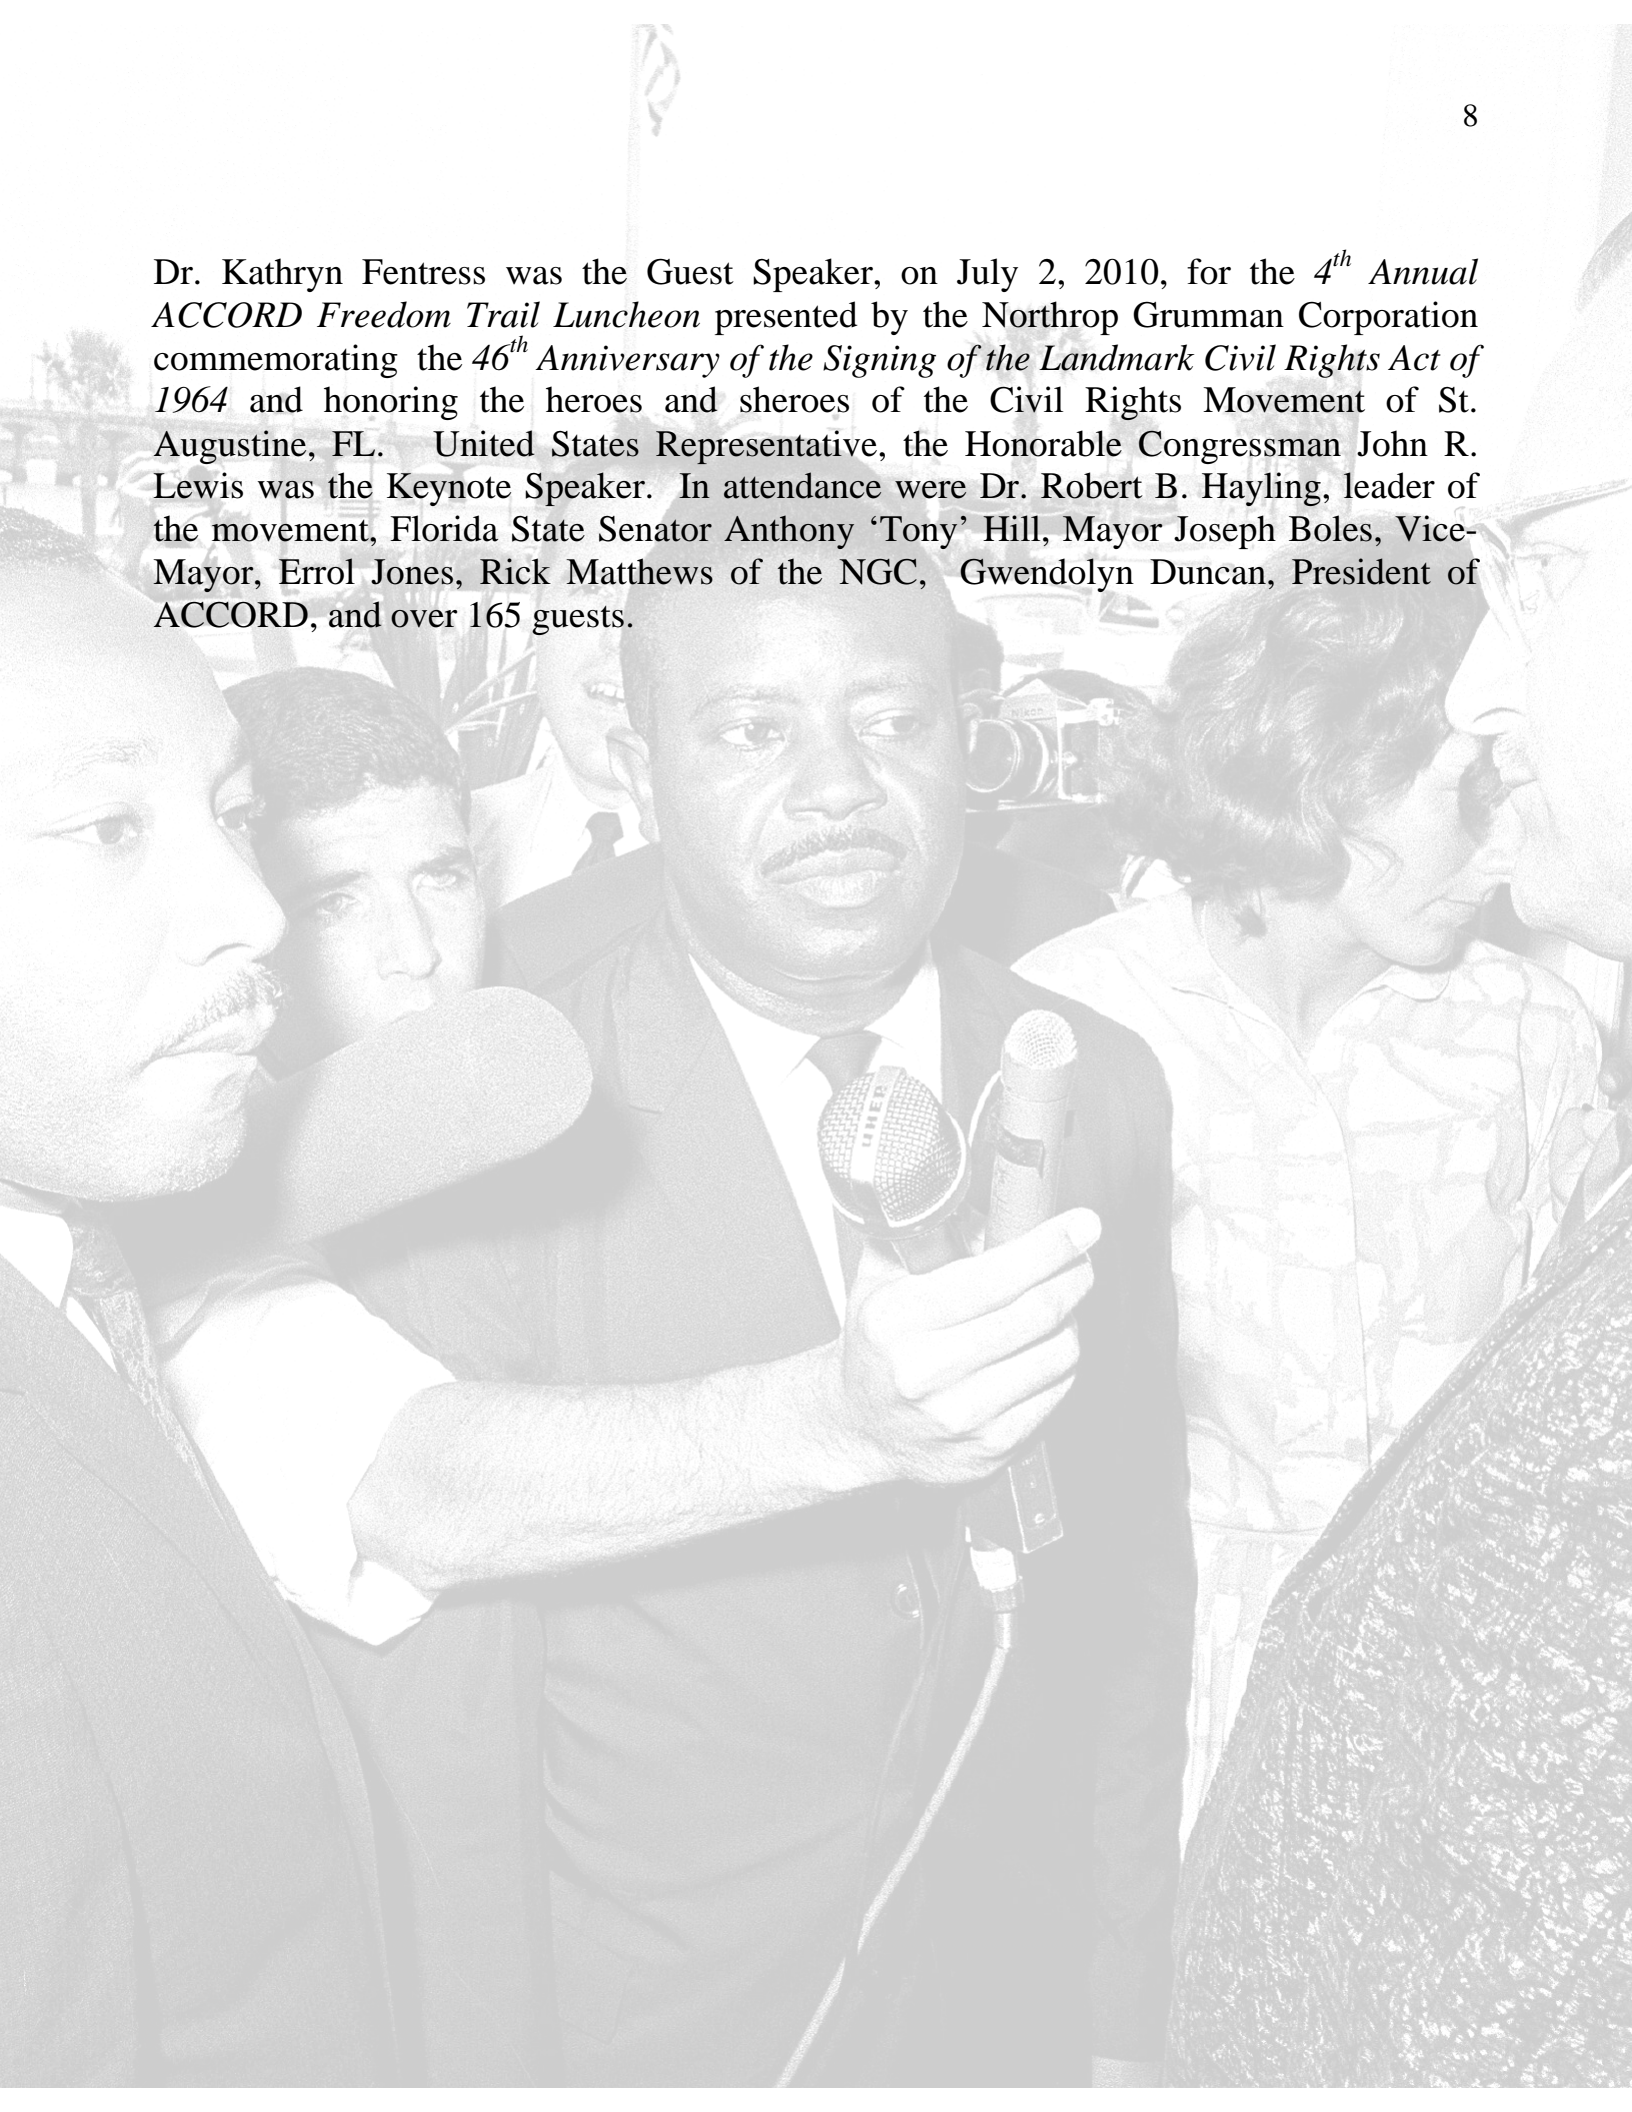 8
Dr. Kathryn Fentress was the Guest Speaker, on July 2, 2010, for the 4th Annual
ACCORD Freedom Trail Luncheon presented by the Northrop Grumman Corporation
commemorating the 46th Anniversary of the Signing of the Landmark Civil Rights Act of
1964 and honoring the heroes and sheroes of the Civil Rights Movement of St.
Augustine, FL. United States Representative, the Honorable Congressman John R.
Lewis was the Keynote Speaker. In attendance were Dr. Robert B. Hayling, leader of
the movement, Florida State Senator Anthony ‘Tony’ Hill, Mayor Joseph Boles, Vice-
Mayor, Errol Jones, Rick Matthews of the NGC, Gwendolyn Duncan, President of
ACCORD, and over 165 guests.
Nikon
UHER